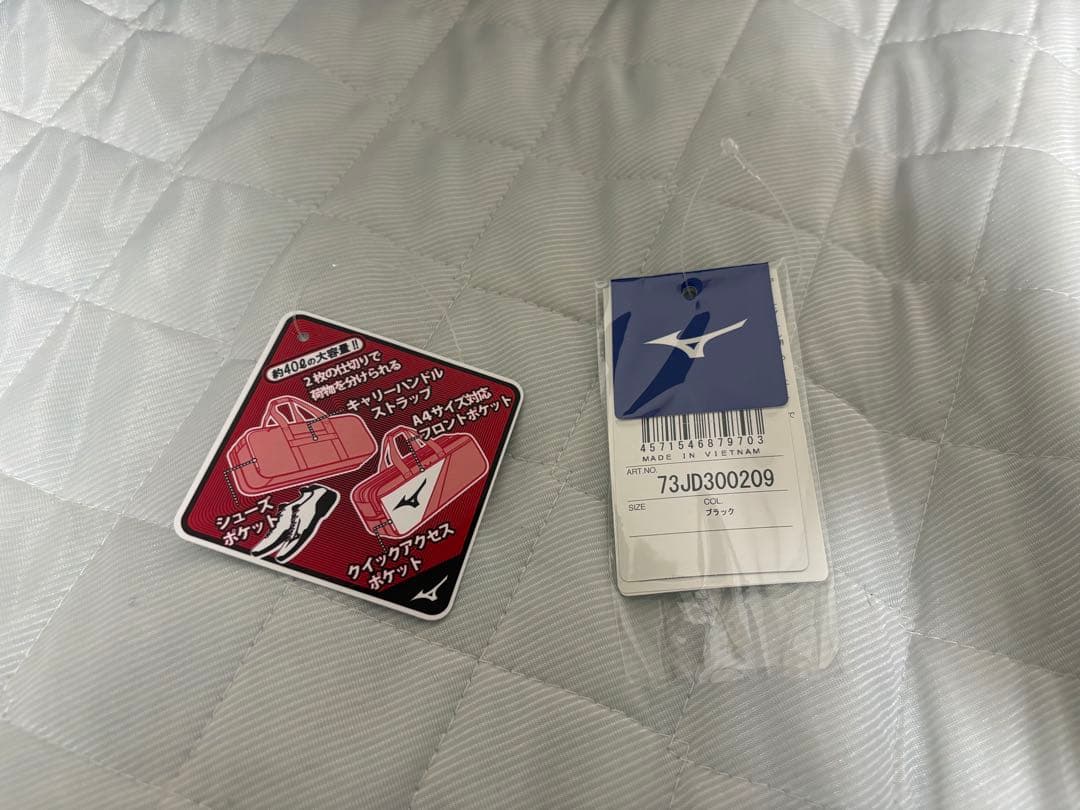 約40ℓの大容量!!
2枚の仕切りで
荷物を分けられる
キャリーハンドル
ストラップ
A4サイズ対応
フロントポケット
シューズ
ポケット
クイックアクセス
ポケット
4571546879703
MADE IN VIETNAM
ART.NO.
73JD300209
SIZE
COL.
ブラック